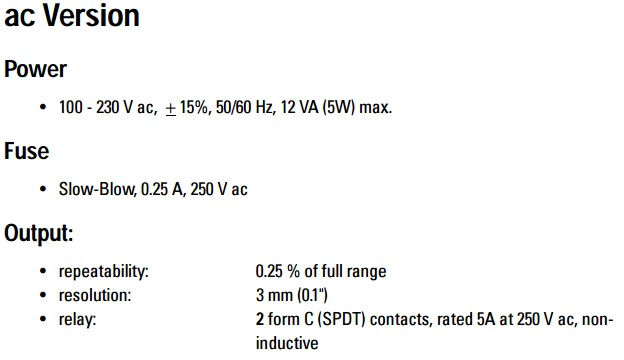 ac Version
Power
• 100 - 230 V ac, ± 15%, 50/60 Hz, 12 VA (5W) max.
Fuse
• Slow-Blow, 0.25 A, 250 V ac
Output:
• repeatability: 0.25 % of full range
• resolution: 3 mm (0.1")
• relay: 2 form C (SPDT) contacts, rated 5A at 250 V ac, non-
inductive